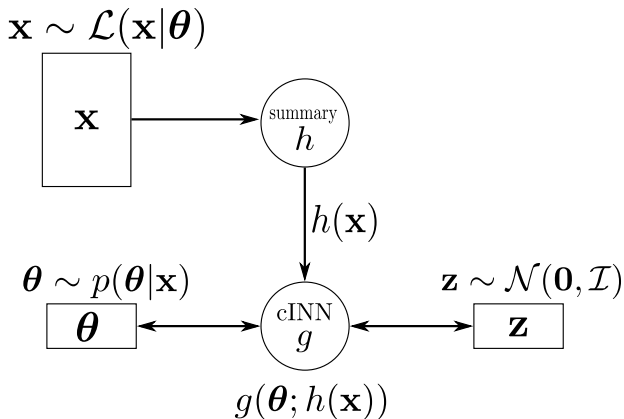 x ∼ ℒ(x|θ)
x
summary
h
h(x)
θ ∼ p(θ|x)
z ∼ 𝒩(0, ℐ)
θ
cINN
g
z
g(θ; h(x))